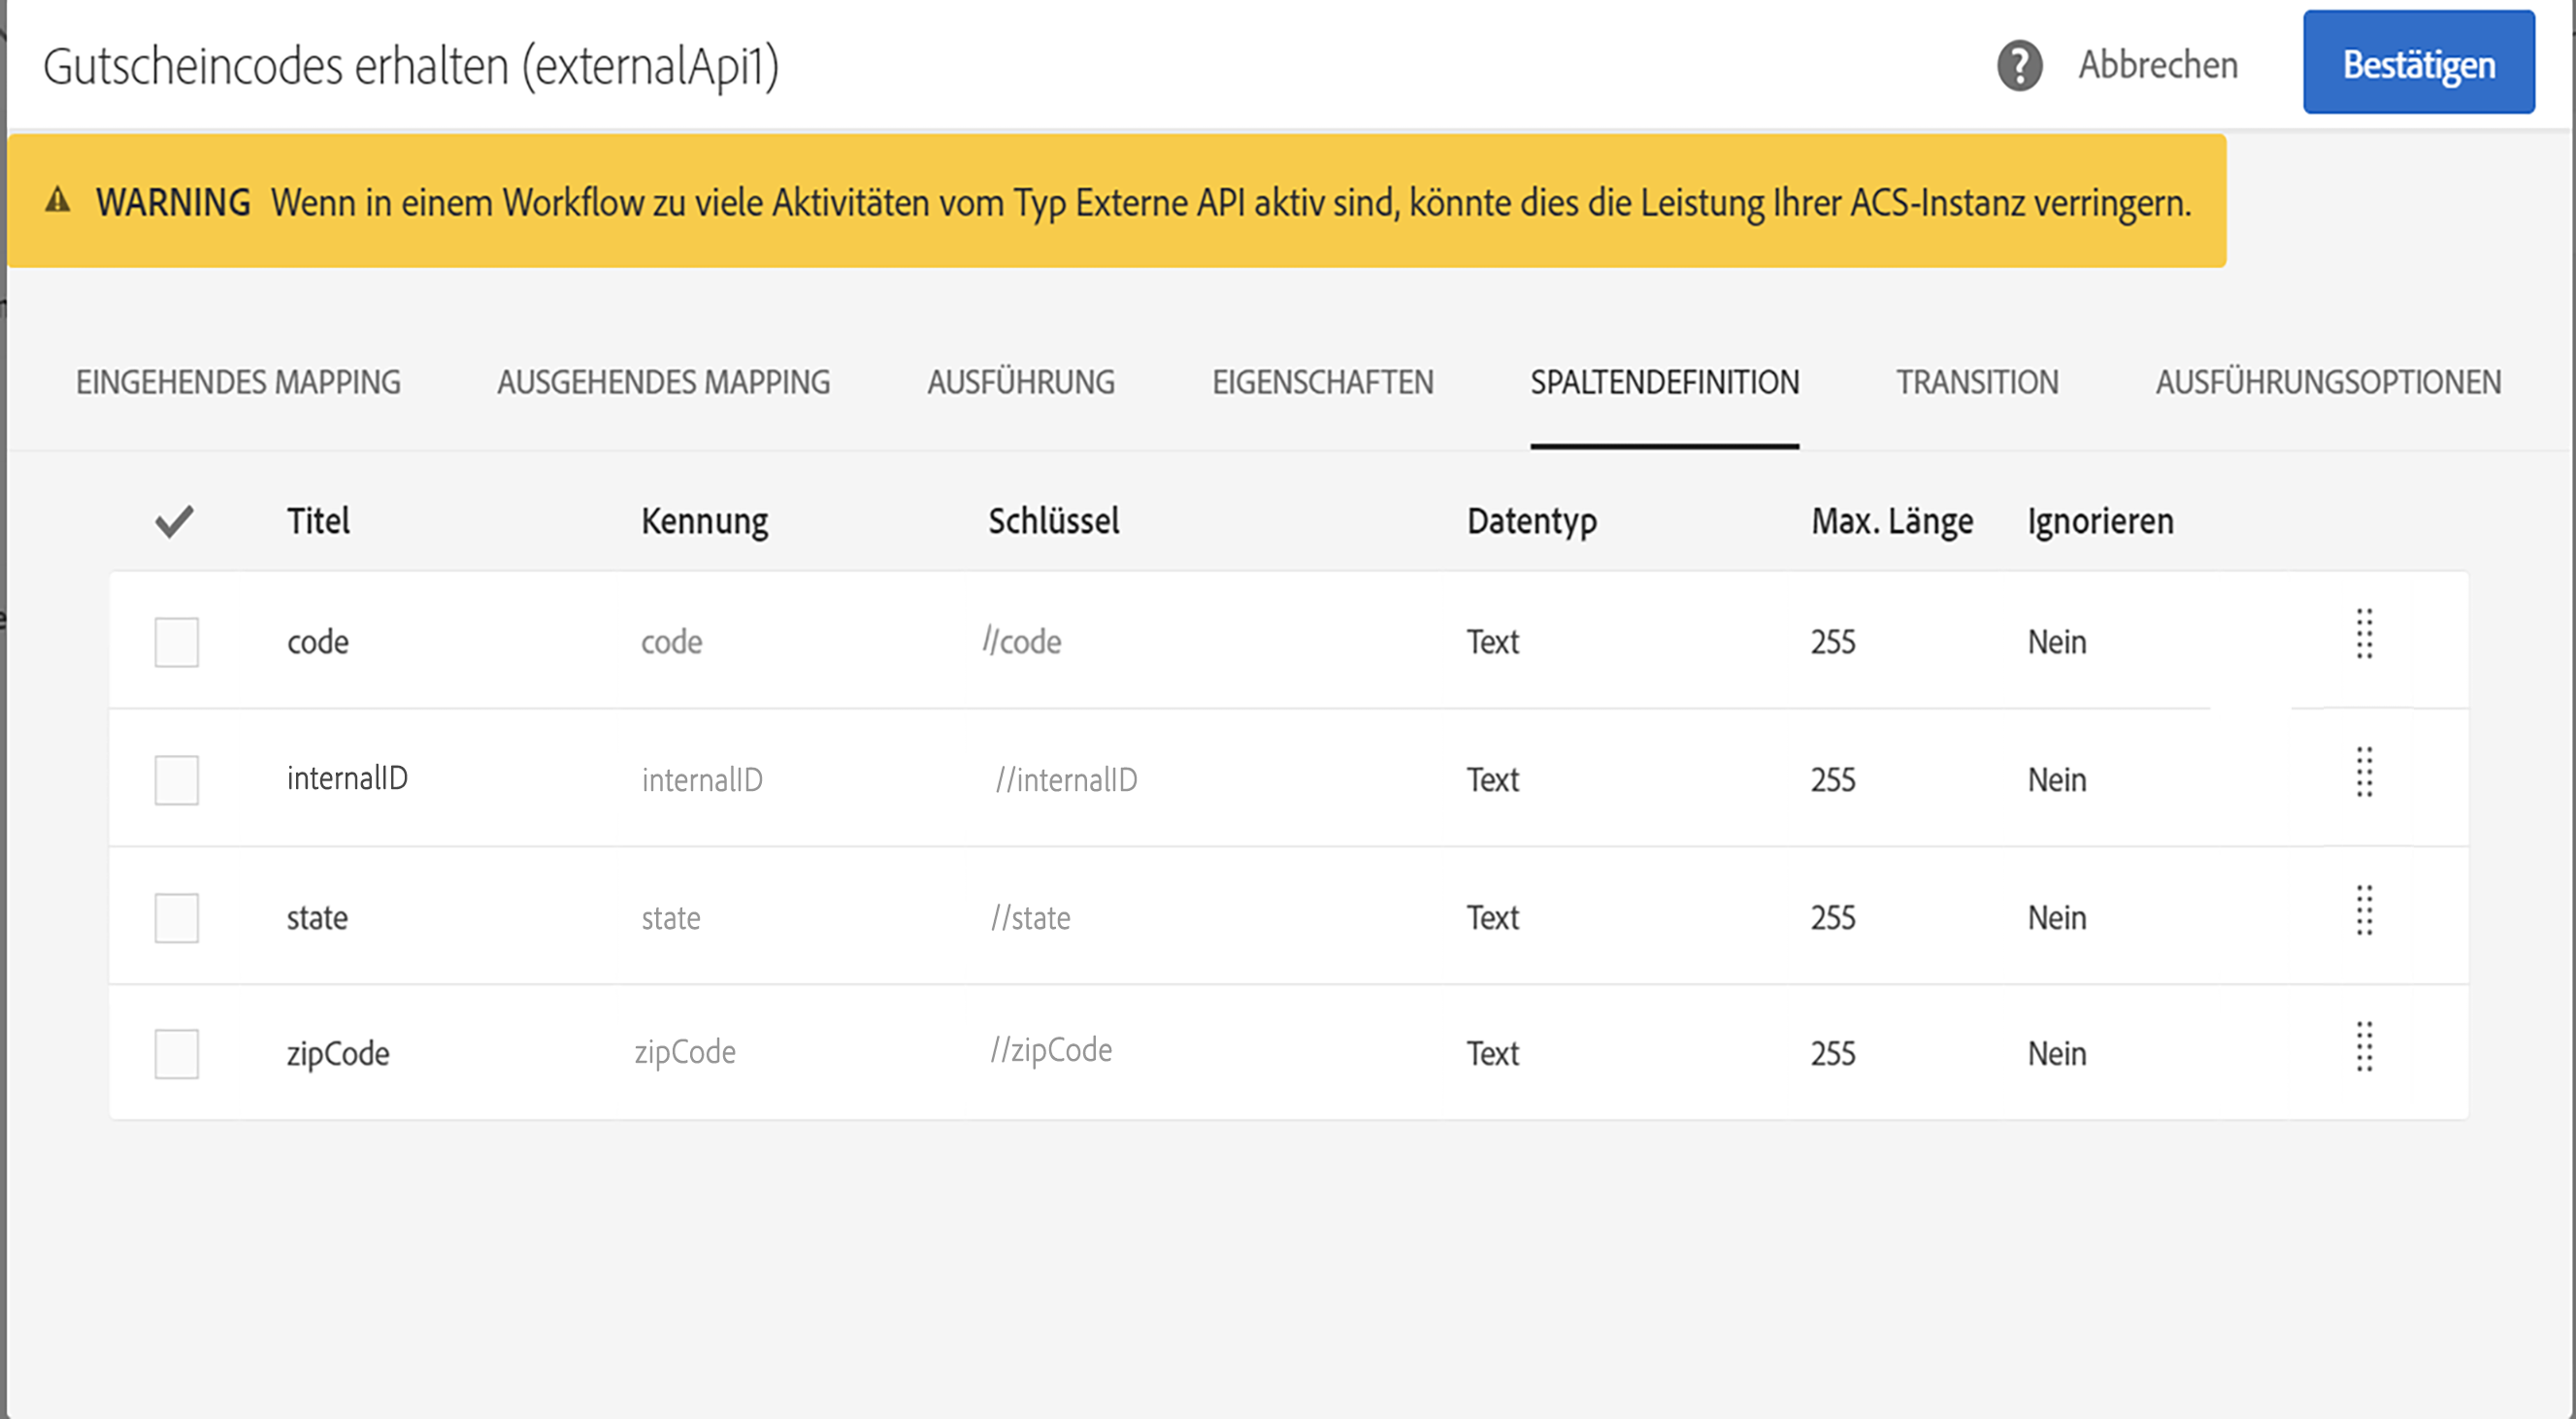 Gutscheincodes erhalten (externalApi1)
? Abbrechen Bestätigen
WARNING Wenn in einem Workflow zu viele Aktivitäten vom Typ Externe API aktiv sind, könnte dies die Leistung Ihrer ACS-Instanz verringern.
EINGEHENDES MAPPING AUSGEHENDES MAPPING AUSFÜHRUNG EIGENSCHAFTEN SPALTENDEFINITION TRANSITION AUSFÜHRUNGSOPTIONEN
Titel Kennung Schlüssel Datentyp Max. Länge Ignorieren
code code //code Text 255 Nein
internalID internalID //internalID Text 255 Nein
state state //state Text 255 Nein
zipCode zipCode //zipCode Text 255 Nein